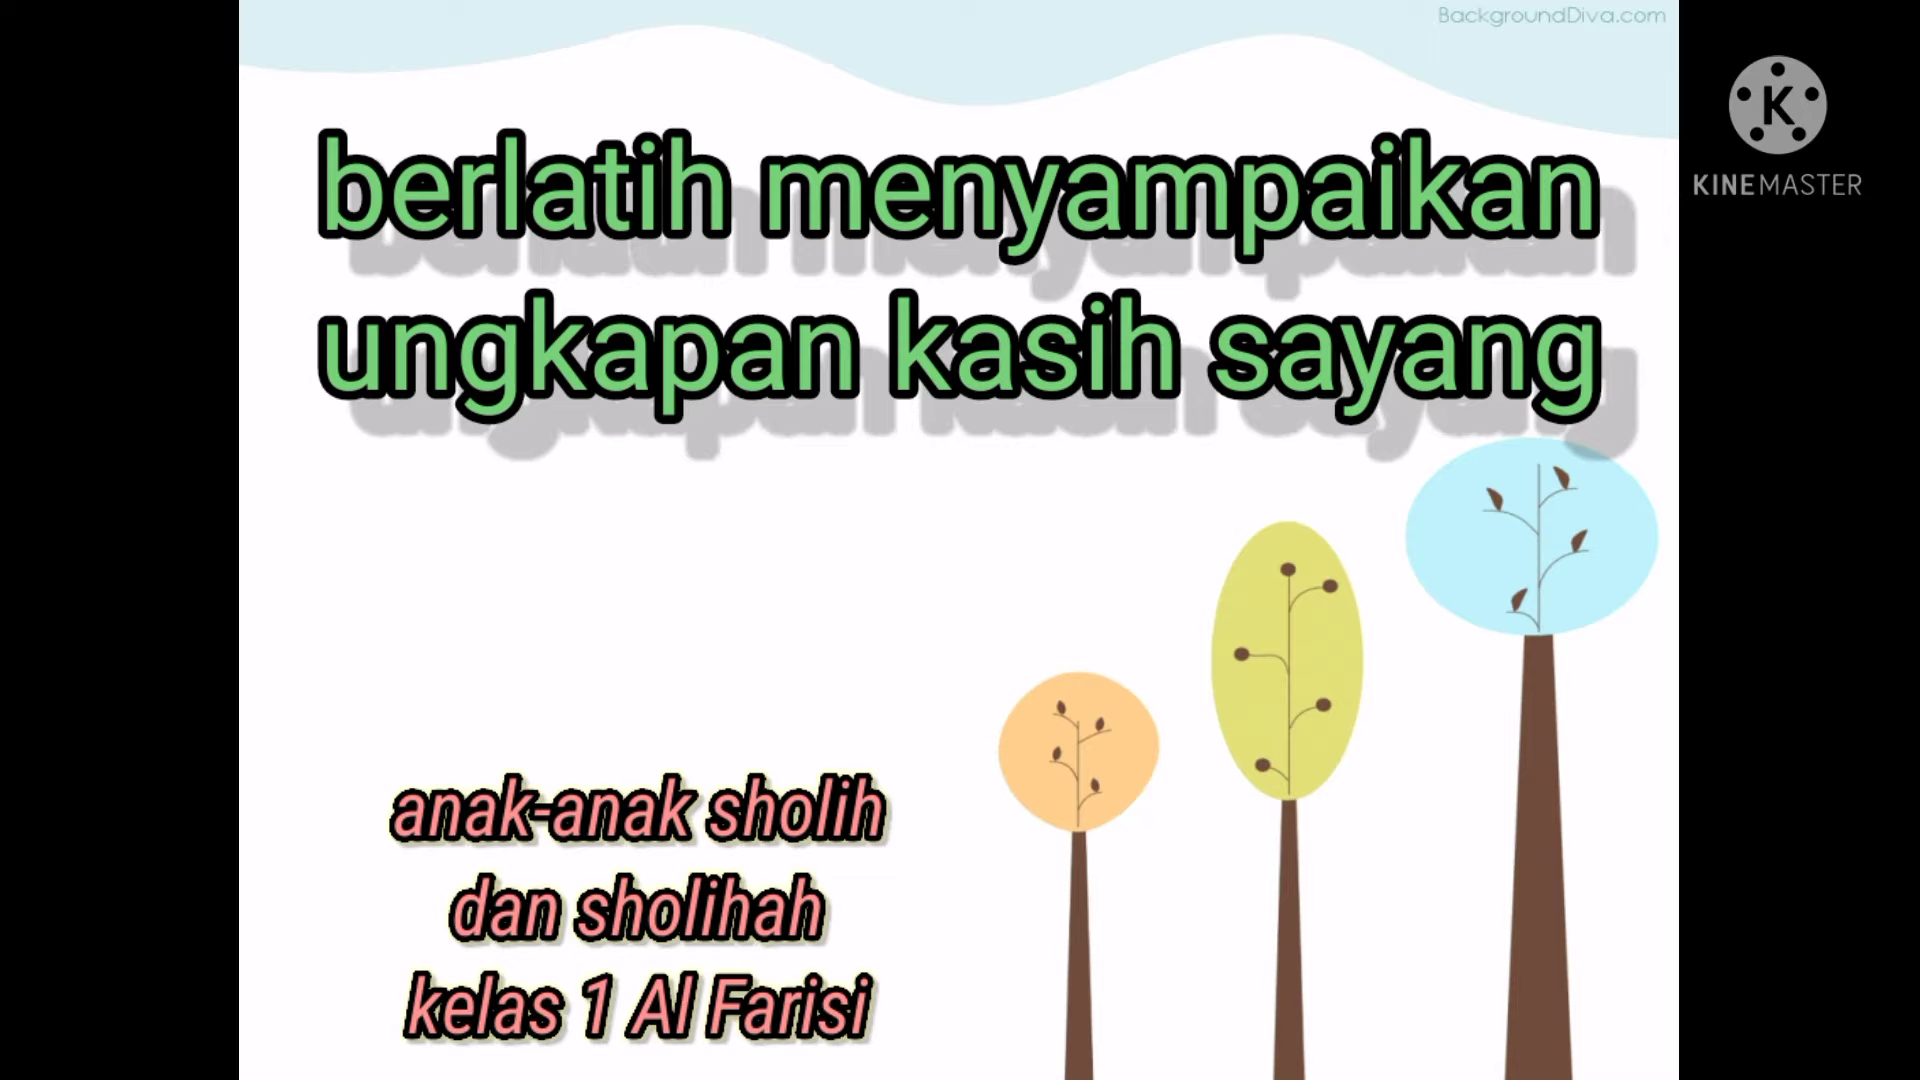 BackgroundDiva.com
K
KINEMASTER
berlatih menyampaikan
ungkapan kasih sayang
anak-anak sholih
dan sholihah
kelas 1 Al Farisi